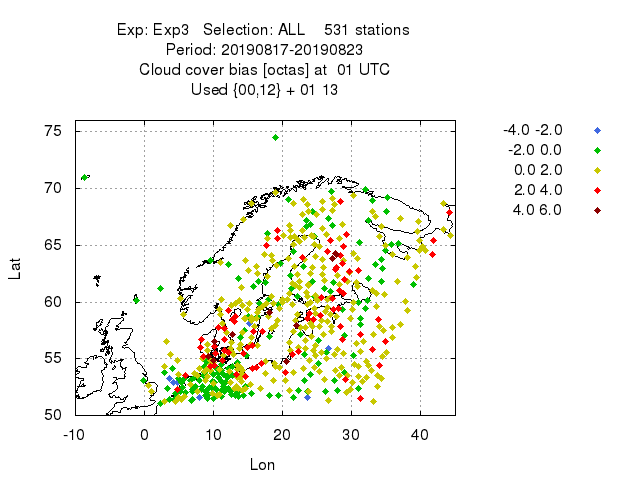 Exp: Exp3 Selection: ALL 531 stations
Period: 20190817-20190823
Cloud cover bias [octas] at 01 UTC
Used {00,12} + 01 13
-4.0 -2.0
-2.0 0.0
0.0 2.0
2.0 4.0
4.0 6.0
75
70
65
60
55
50
Lat
-10 0 10 20 30 40
Lon